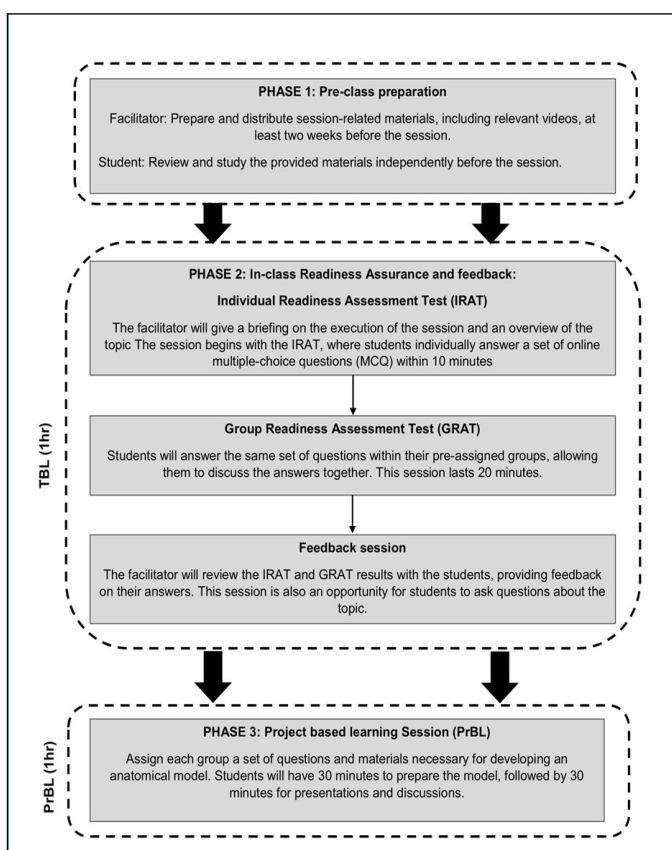 PHASE 1: Pre-class preparation
Facilitator: Prepare and distribute session-related materials, including relevant videos, at
least two weeks before the session.
Student: Review and study the provided materials independently before the session.
TBL (1hr)
PHASE 2: In-class Readiness Assurance and feedback:
Individual Readiness Assessment Test (IRAT)
The facilitator will give a briefing on the execution of the session and an overview of the
topic The session begins with the IRAT, where students individually answer a set of online
multiple-choice questions (MCQ) within 10 minutes
Group Readiness Assessment Test (GRAT)
Students will answer the same set of questions within their pre-assigned groups, allowing
them to discuss the answers together. This session lasts 20 minutes.
Feedback session
The facilitator will review the IRAT and GRAT results with the students, providing feedback
on their answers. This session is also an opportunity for students to ask questions about the
topic.
PrBL (1hr)
PHASE 3: Project based learning Session (PrBL)
Assign each group a set of questions and materials necessary for developing an
anatomical model. Students will have 30 minutes to prepare the model, followed by 30
minutes for presentations and discussions.